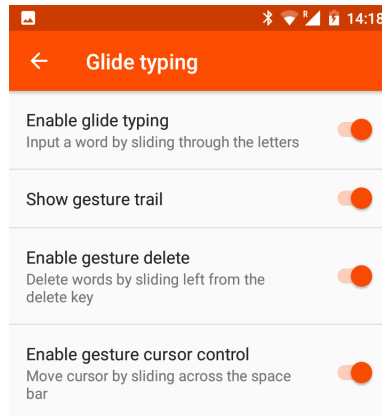 R 14:18
Glide typing
Enable glide typing
Input a word by sliding through the letters
Show gesture trail
Enable gesture delete
Delete words by sliding left from the
delete key
Enable gesture cursor control
Move cursor by sliding across the space
bar